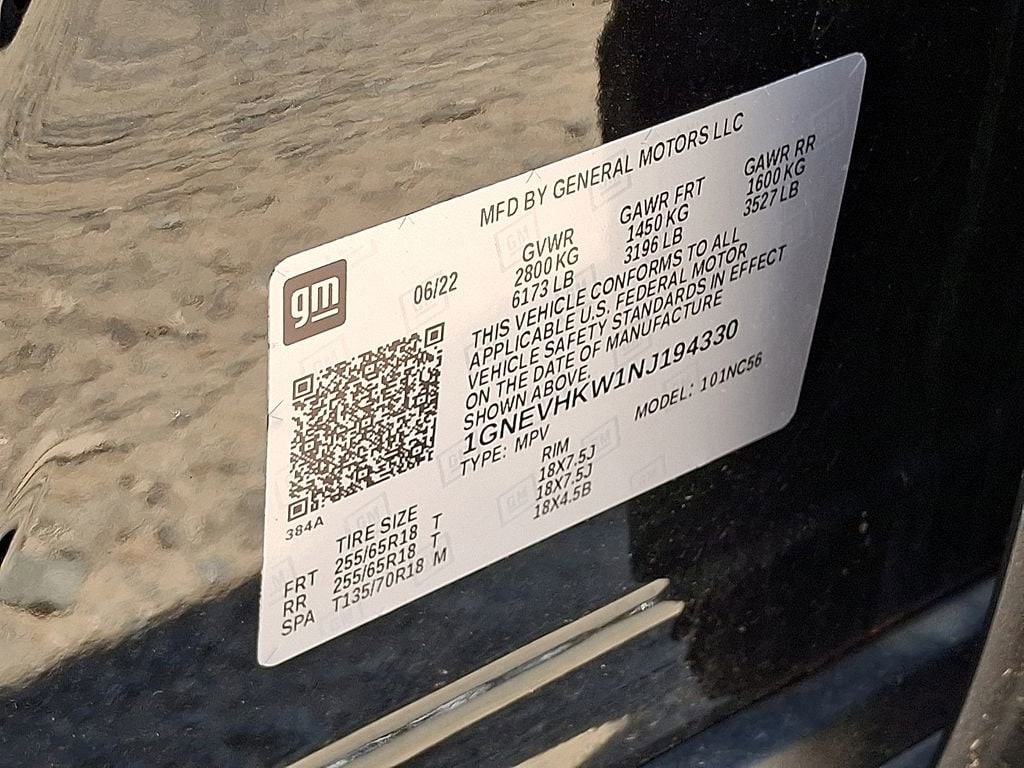 MFD BY GENERAL MOTORS LLC
gm
06/22
GVWR GAWR FRT GAWR RR
2800 KG 1450 KG 1600 KG
6173 LB 3196 LB 3527 LB
THIS VEHICLE CONFORMS TO ALL
APPLICABLE U.S. FEDERAL MOTOR
VEHICLE SAFETY STANDARDS IN EFFECT
ON THE DATE OF MANUFACTURE
SHOWN ABOVE.
1GNEVHKW1NJ194330
TYPE: MPV MODEL: 101NC56
384A
TIRE SIZE RIM
FRT 255/65R18 T 18X7.5J
RR 255/65R18 T 18X7.5J
SPA T135/70R18 M 18X4.5B